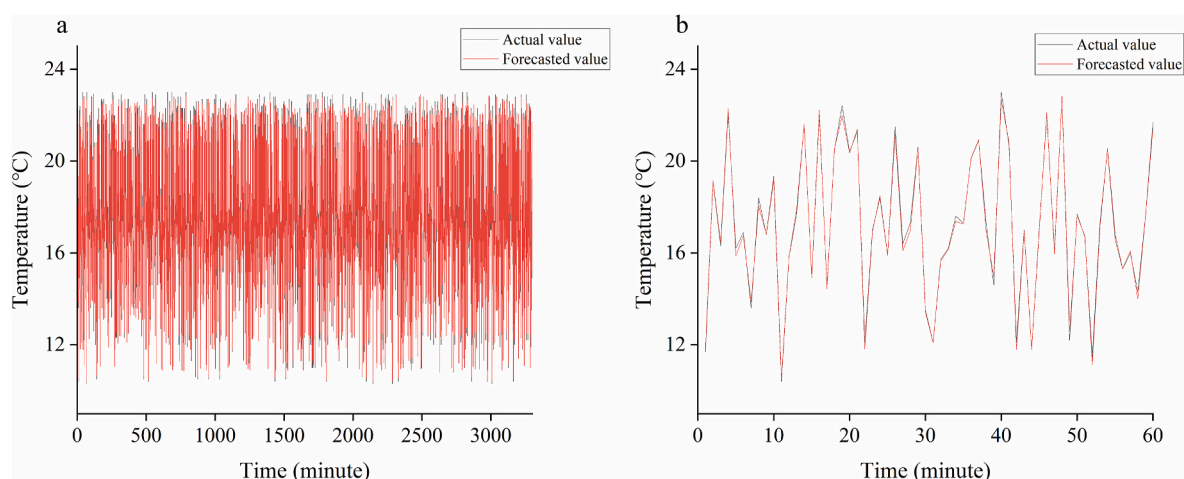 a
Actual value
Forecasted value
24
20
16
12
Temperature (℃)
0
500
1000
1500
2000
2500
3000
Time (minute)
b
Actual value
Forecasted value
24
20
16
12
Temperature (℃)
0
10
20
30
40
50
60
Time (minute)